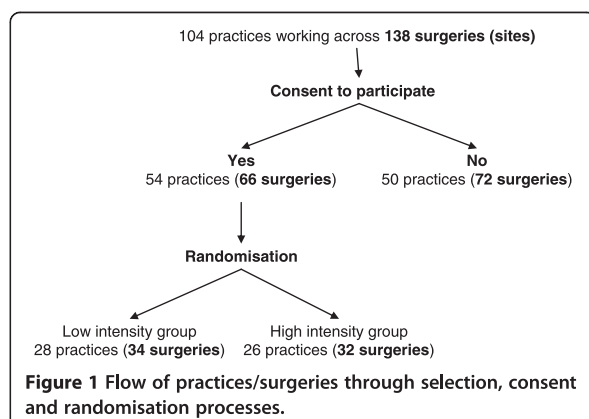 104 practices working across 138 surgeries (sites)
Consent to participate
Yes
54 practices (66 surgeries)
No
50 practices (72 surgeries)
Randomisation
Low intensity group
28 practices (34 surgeries)
High intensity group
26 practices (32 surgeries)
Figure 1 Flow of practices/surgeries through selection, consent
and randomisation processes.